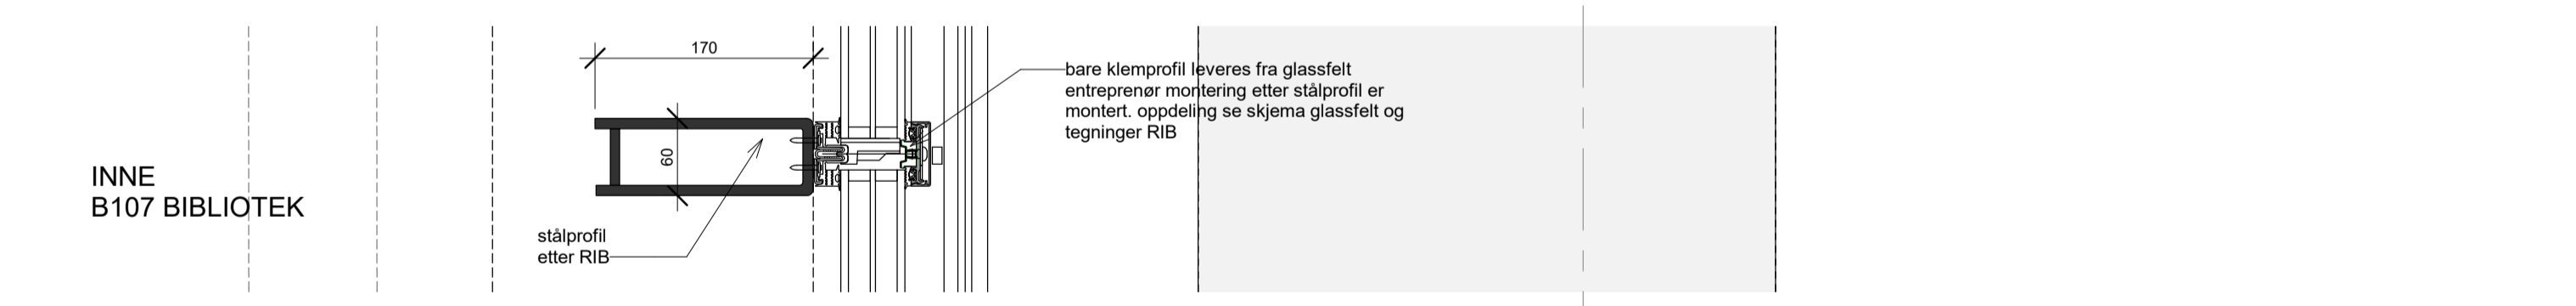 170
bare klemprofil leveres fra glassfelt
entreprenør montering etter stålprofil er
montert. oppdeling se skjema glassfelt og
tegninger RIB
60
INNE
B107 BIBLIOTEK
stålprofil
etter RIB